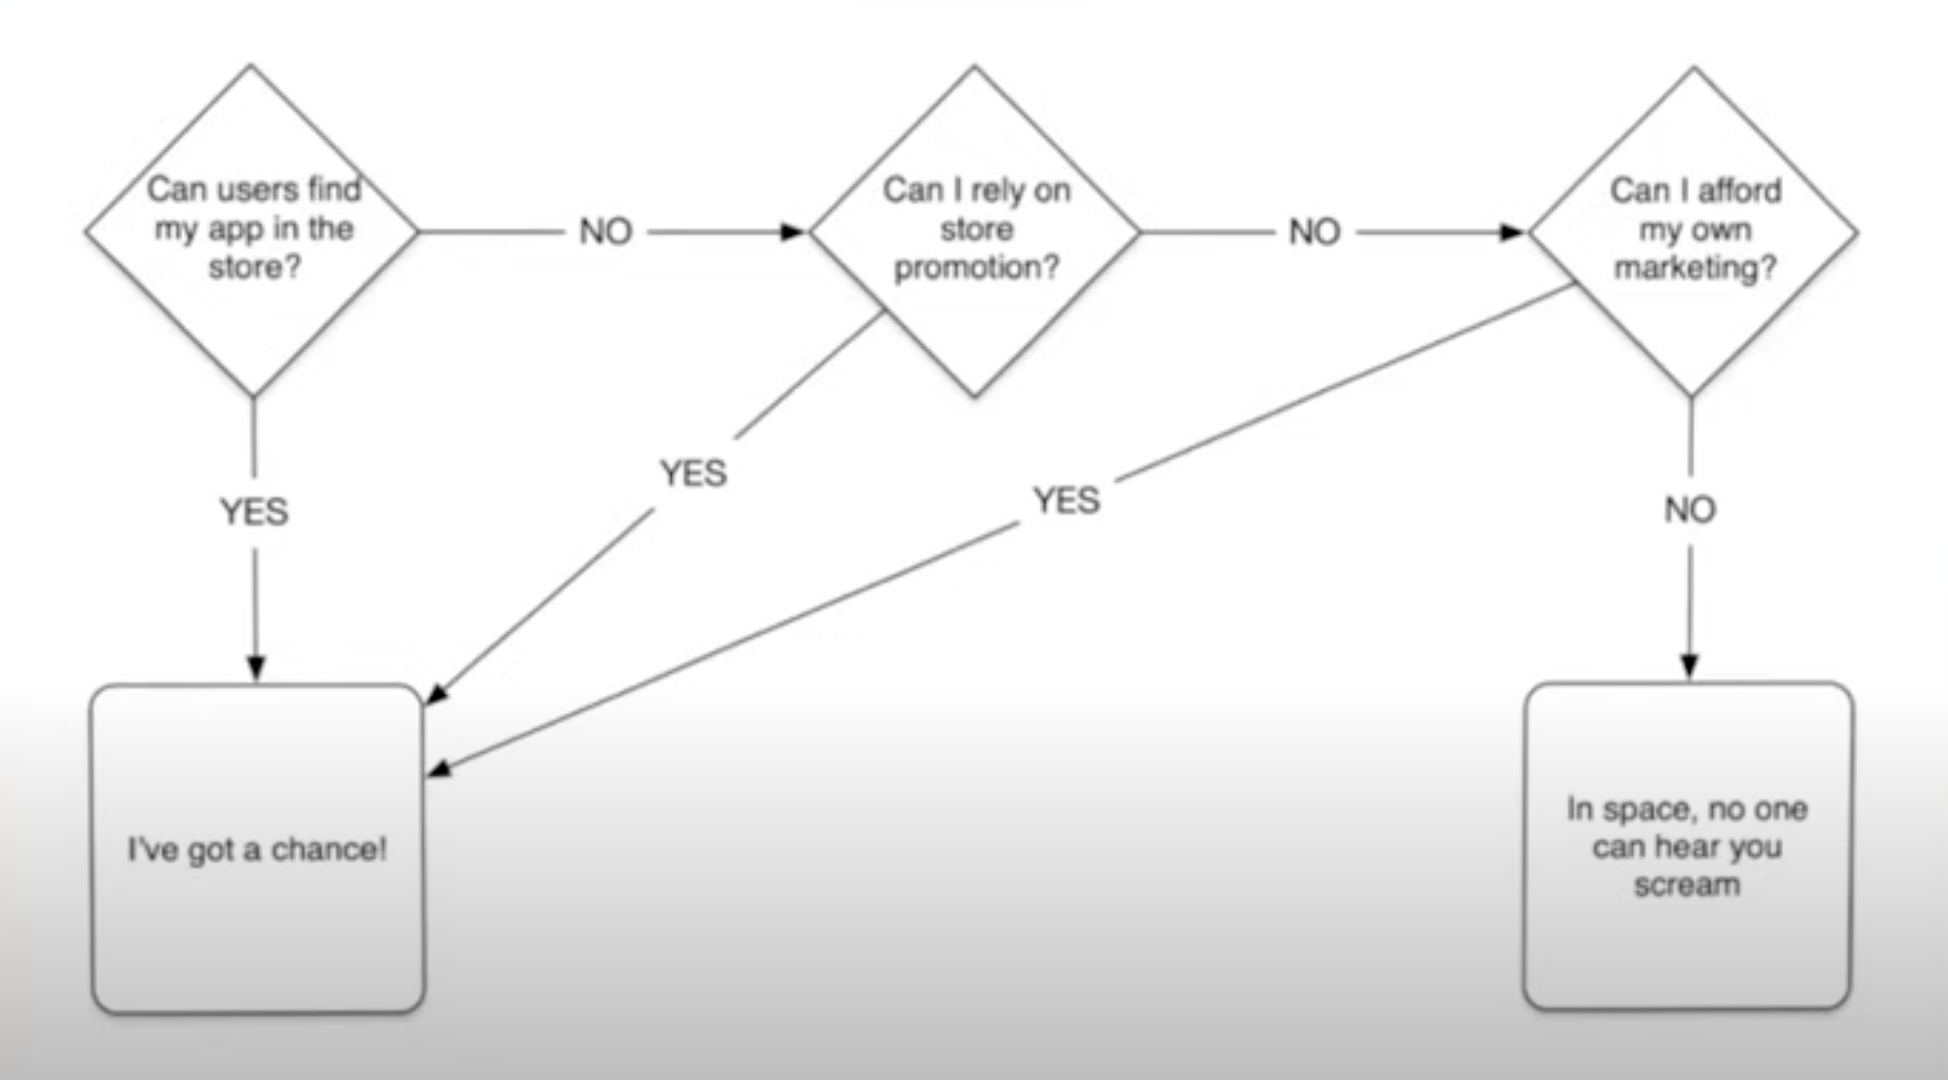 Can users find
my app in the
store?
NO
Can I rely on
store
promotion?
NO
Can I afford
my own
marketing?
YES
YES
YES
NO
I've got a chance!
In space, no one
can hear you
scream